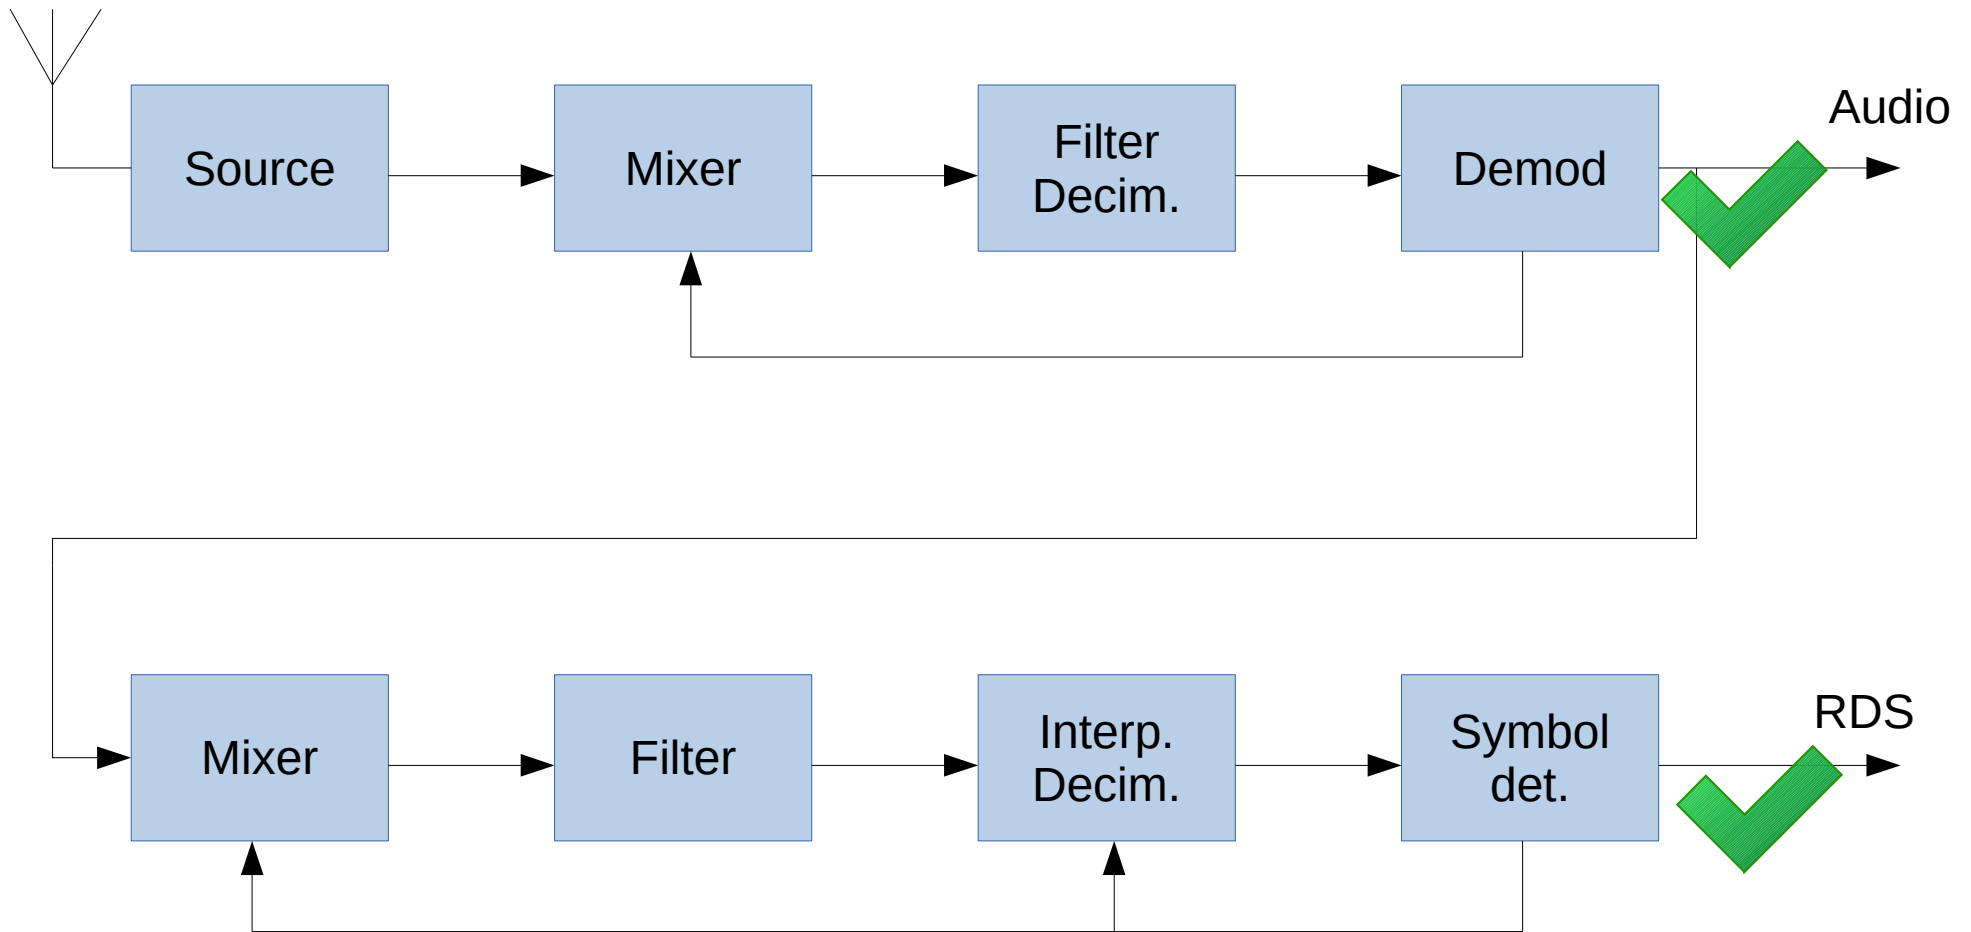 Audio
Source
Mixer
Filter
Decim.
Demod
RDS
Mixer
Filter
Interp.
Decim.
Symbol
det.